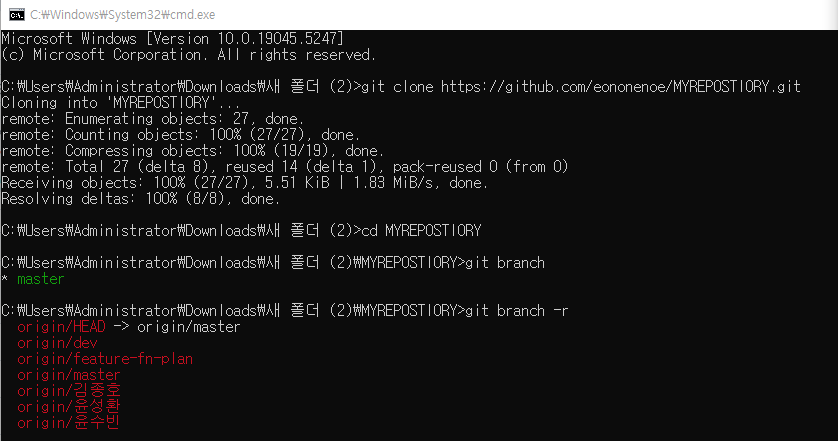 C:₩Windows₩System32₩cmd.exe
Microsoft Windows [Version 10.0.19045.5247]
(c) Microsoft Corporation. All rights reserved.
C:₩Users₩Administrator₩Downloads₩새 폴더 (2)>git clone https://github.com/eononenoe/MYREPOSTIORY.git
Cloning into 'MYREPOSTIORY'...
remote: Enumerating objects: 27, done.
remote: Counting objects: 100% (27/27), done.
remote: Compressing objects: 100% (19/19), done.
remote: Total 27 (delta 8), reused 14 (delta 1), pack-reused 0 (from 0)
Receiving objects: 100% (27/27), 5.51 KiB | 1.83 MiB/s, done.
Resolving deltas: 100% (8/8), done.
C:₩Users₩Administrator₩Downloads₩새 폴더 (2)>cd MYREPOSTIORY
C:₩Users₩Administrator₩Downloads₩새 폴더 (2)₩MYREPOSTIORY>git branch
* master
C:₩Users₩Administrator₩Downloads₩새 폴더 (2)₩MYREPOSTIORY>git branch -r
origin/HEAD -> origin/master
origin/dev
origin/feature-fn-plan
origin/master
origin/김종호
origin/윤성환
origin/윤수빈